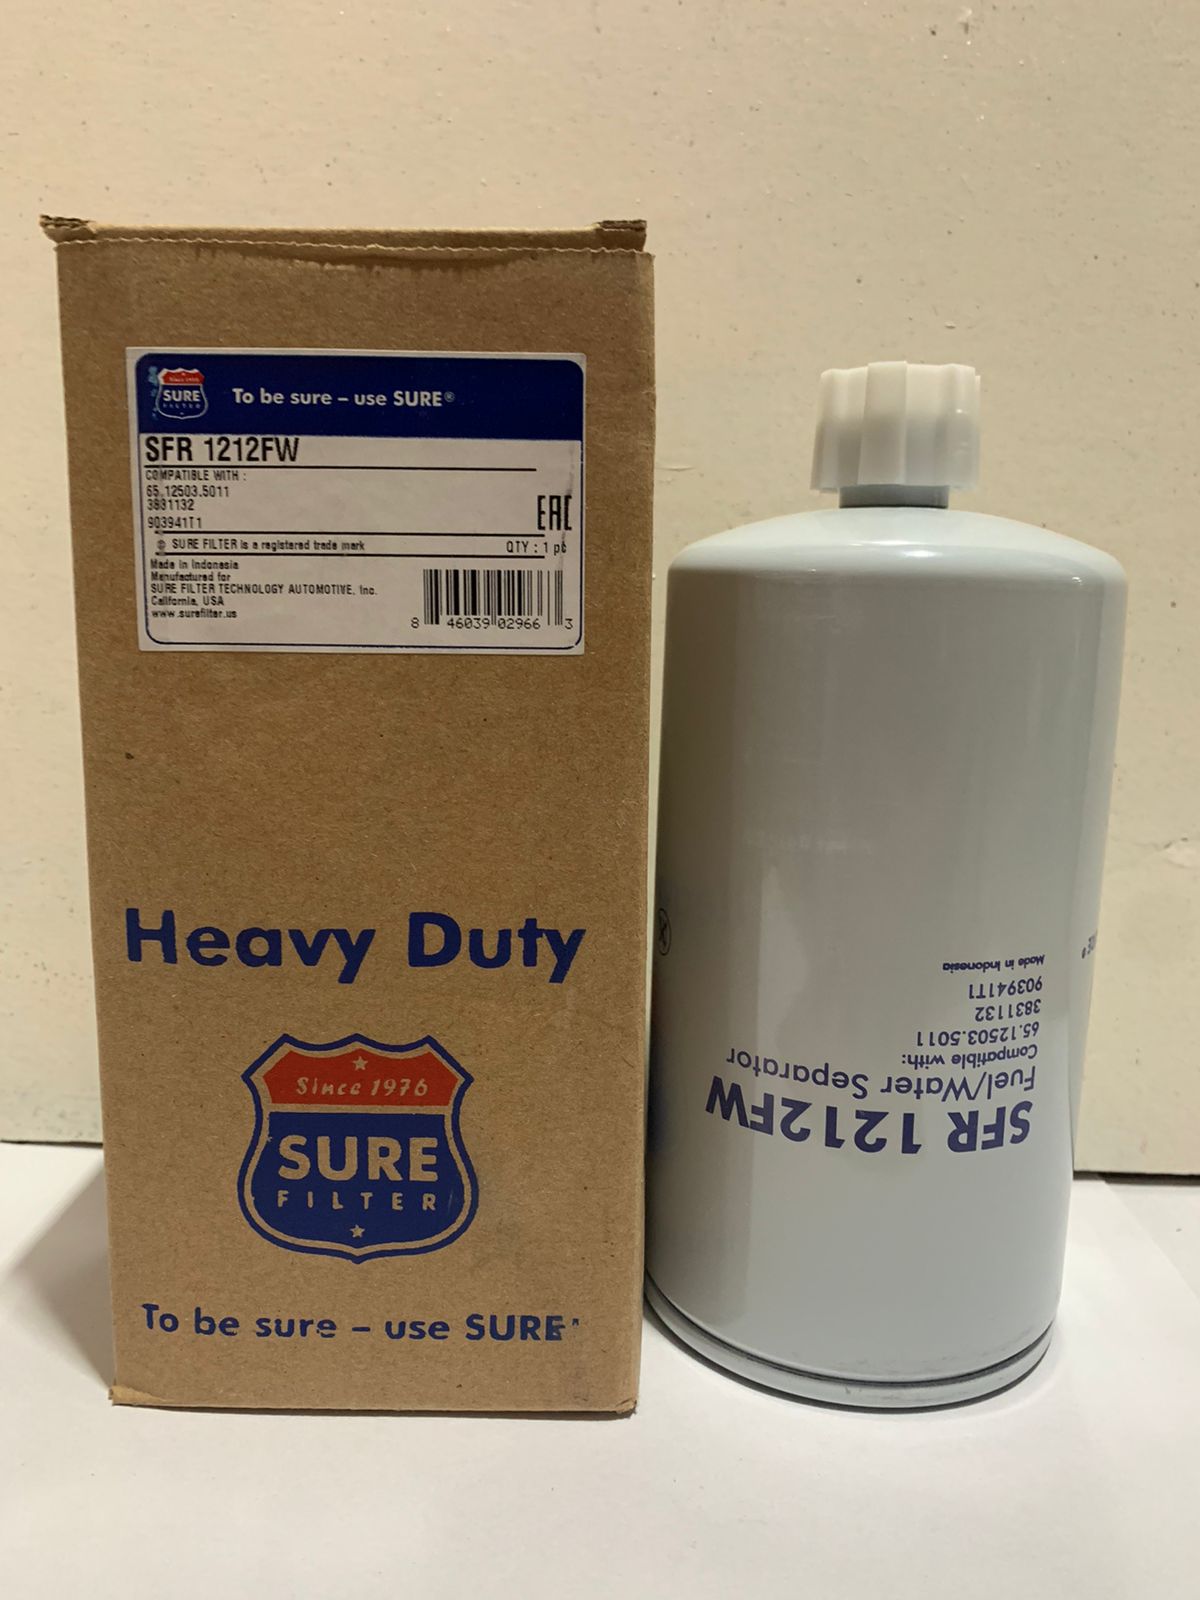 Since 1976
SURE
FILTER
To be sure – use SURE®
SFR 1212FW
COMPATIBLE WITH :
65.12503.5011
3831132
903941T1
EAC
© SURE FILTER is a registered trade mark
QTY : 1 pc
Made in Indonesia
Manufactured for
SURE FILTER TECHNOLOGY AUTOMOTIVE, Inc.
California, USA
www.surefilter.us
8 46039 02966 3
Heavy Duty
Since 1976
SURE
FILTER
To be sure – use SURE®
SFR 1212FW
Fuel/Water Separator
Compatible with:
65.12503.5011
3831132
903941T1
Made in Indonesia